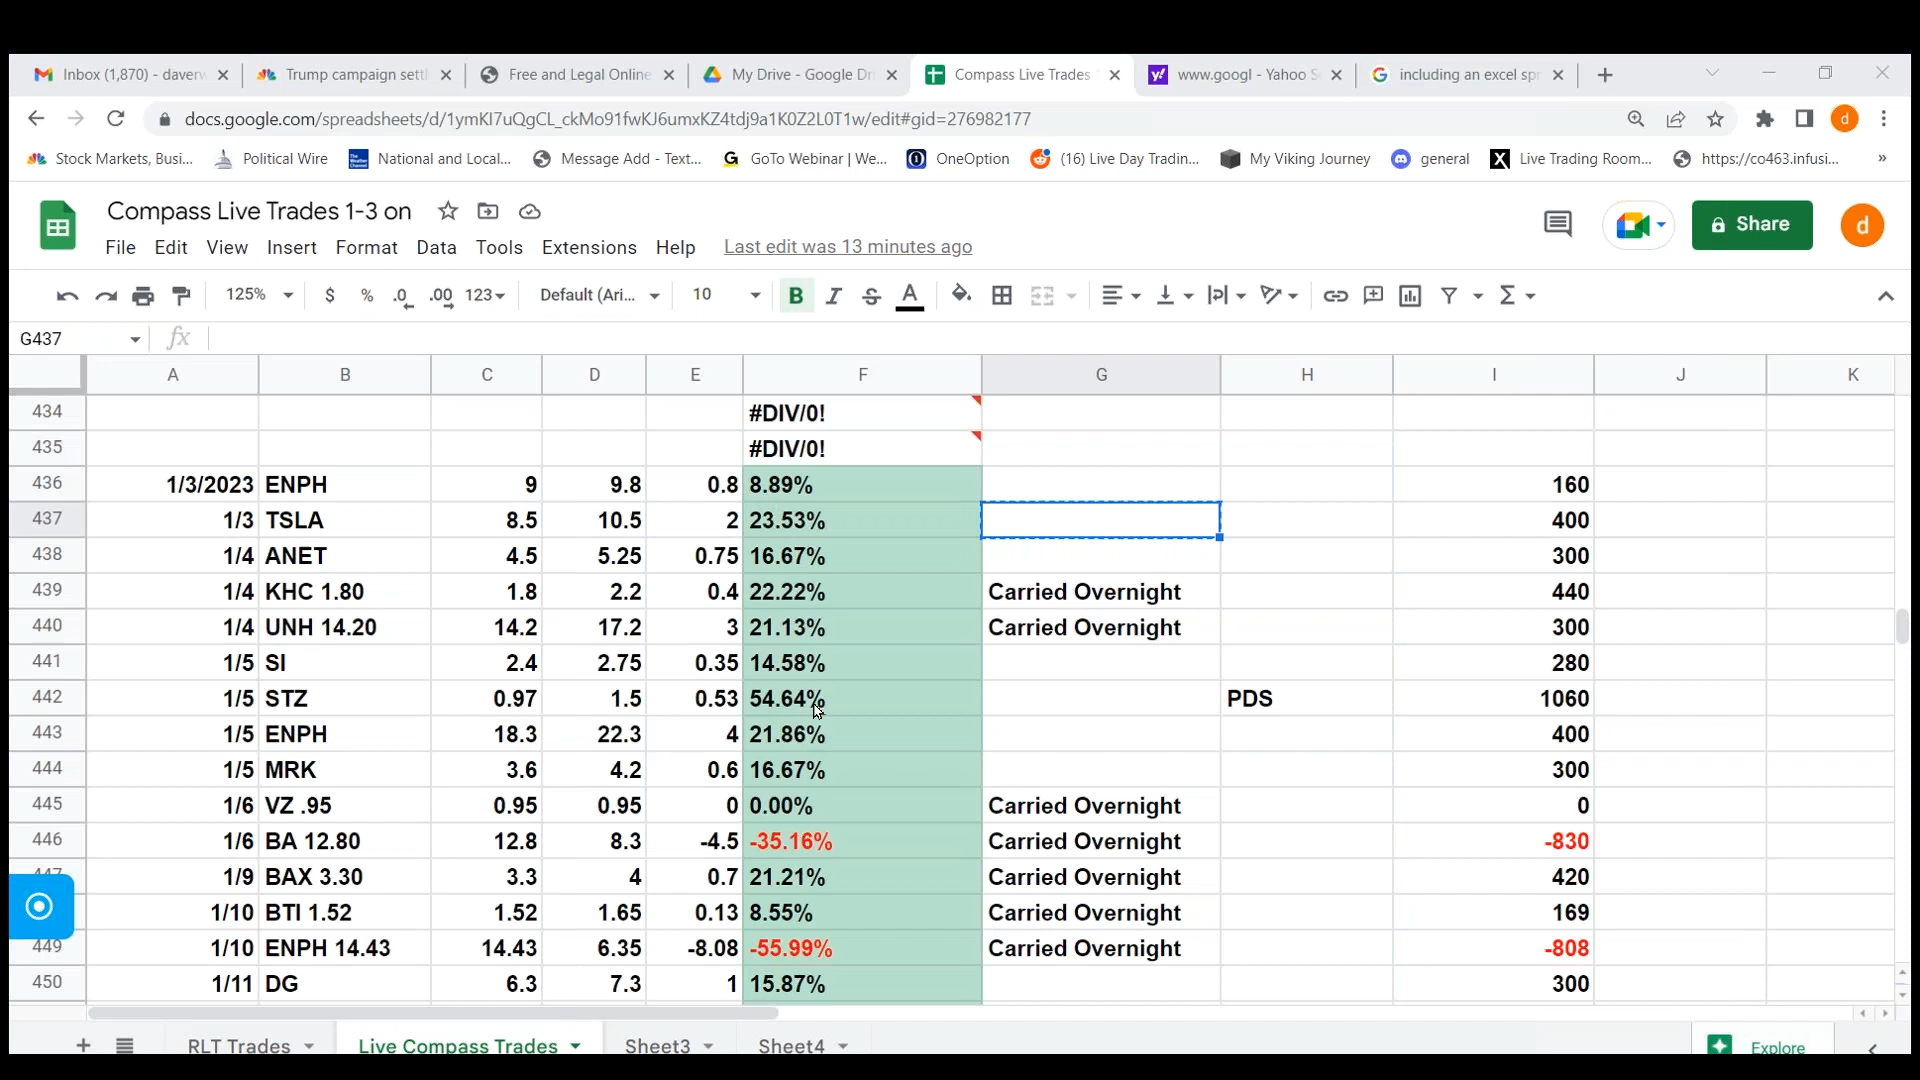 Inbox (1,870) - daverw
Trump campaign settl
Free and Legal Online
My Drive - Google Dri
Compass Live Trades
www.googl - Yahoo S
including an excel spr
docs.google.com/spreadsheets/d/1ymKI7uQgCL_ckMo91fwKJ6umxKZ4tdj9a1K0Z2L0T1w/edit#gid=276982177
d
Stock Markets, Busi...
Political Wire
National and Local...
Message Add - Text...
GoTo Webinar | We...
OneOption
(16) Live Day Tradin...
My Viking Journey
general
Live Trading Room...
https://co463.infusi...
»
Compass Live Trades 1-3 on
Share
d
File Edit View Insert Format Data Tools Extensions Help Last edit was 13 minutes ago
125% $ % .0 .00 123 Default (Ari... 10 B I S A Σ
G437 fx
A B C D E F G H I J K
434 #DIV/0!
435 #DIV/0!
436 1/3/2023 ENPH 9 9.8 0.8 8.89% 160
437 1/3 TSLA 8.5 10.5 2 23.53% 400
438 1/4 ANET 4.5 5.25 0.75 16.67% 300
439 1/4 KHC 1.80 1.8 2.2 0.4 22.22% Carried Overnight 440
440 1/4 UNH 14.20 14.2 17.2 3 21.13% Carried Overnight 300
441 1/5 SI 2.4 2.75 0.35 14.58% 280
442 1/5 STZ 0.97 1.5 0.53 54.64% PDS 1060
443 1/5 ENPH 18.3 22.3 4 21.86% 400
444 1/5 MRK 3.6 4.2 0.6 16.67% 300
445 1/6 VZ .95 0.95 0.95 0 0.00% Carried Overnight 0
446 1/6 BA 12.80 12.8 8.3 -4.5 -35.16% Carried Overnight -830
1/9 BAX 3.30 3.3 4 0.7 21.21% Carried Overnight 420
1/10 BTI 1.52 1.52 1.65 0.13 8.55% Carried Overnight 169
449 1/10 ENPH 14.43 14.43 6.35 -8.08 -55.99% Carried Overnight -808
450 1/11 DG 6.3 7.3 1 15.87% 300
+ RLT Trades Live Compass Trades Sheet3 Sheet4 Explore